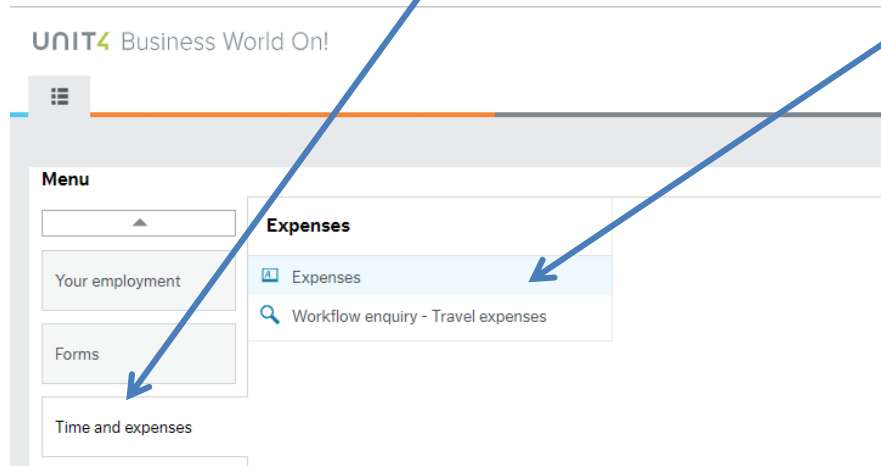 UNIT4 Business World On!
Menu
Expenses
Your employment
Expenses
Workflow enquiry - Travel expenses
Forms
Time and expenses